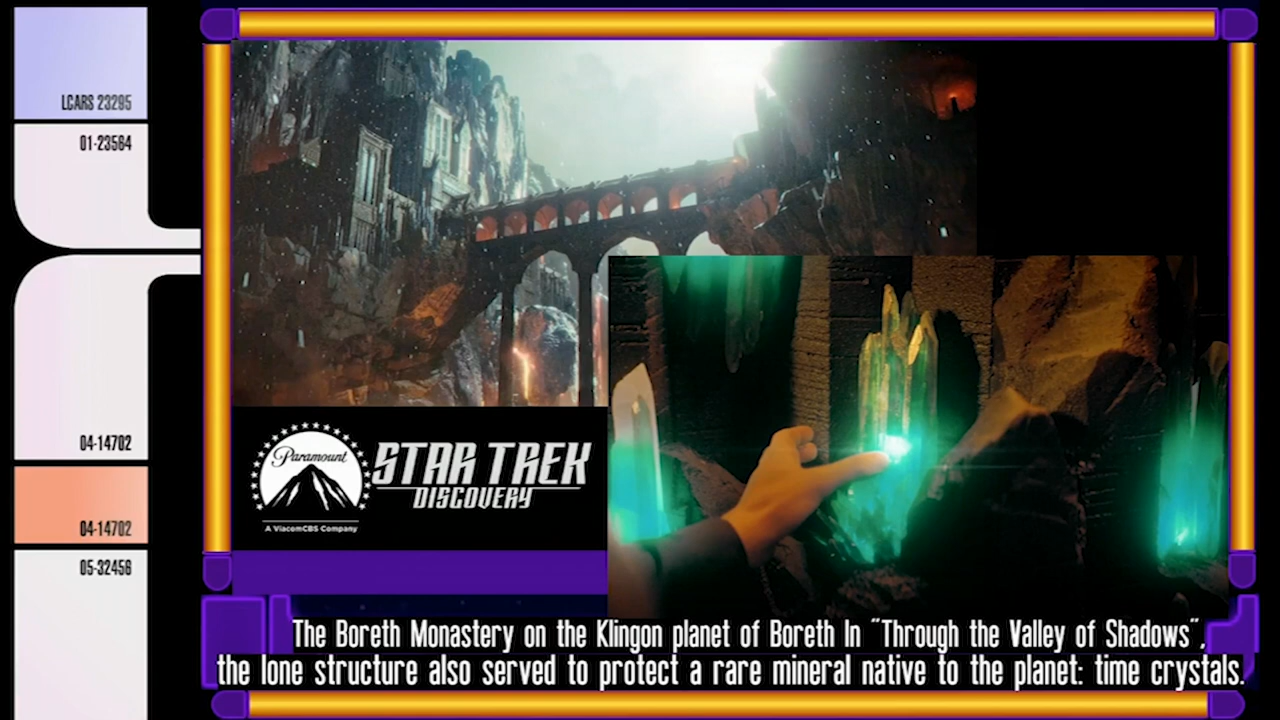 LCARS 23295
01-23564
04-14702
04-14702
05-32456
Paramount
A ViacomCBS Company
STAR TREK
DISCOVERY
The Boreth Monastery on the Klingon planet of Boreth In "Through the Valley of Shadows",
the lone structure also served to protect a rare mineral native to the planet: time crystals.